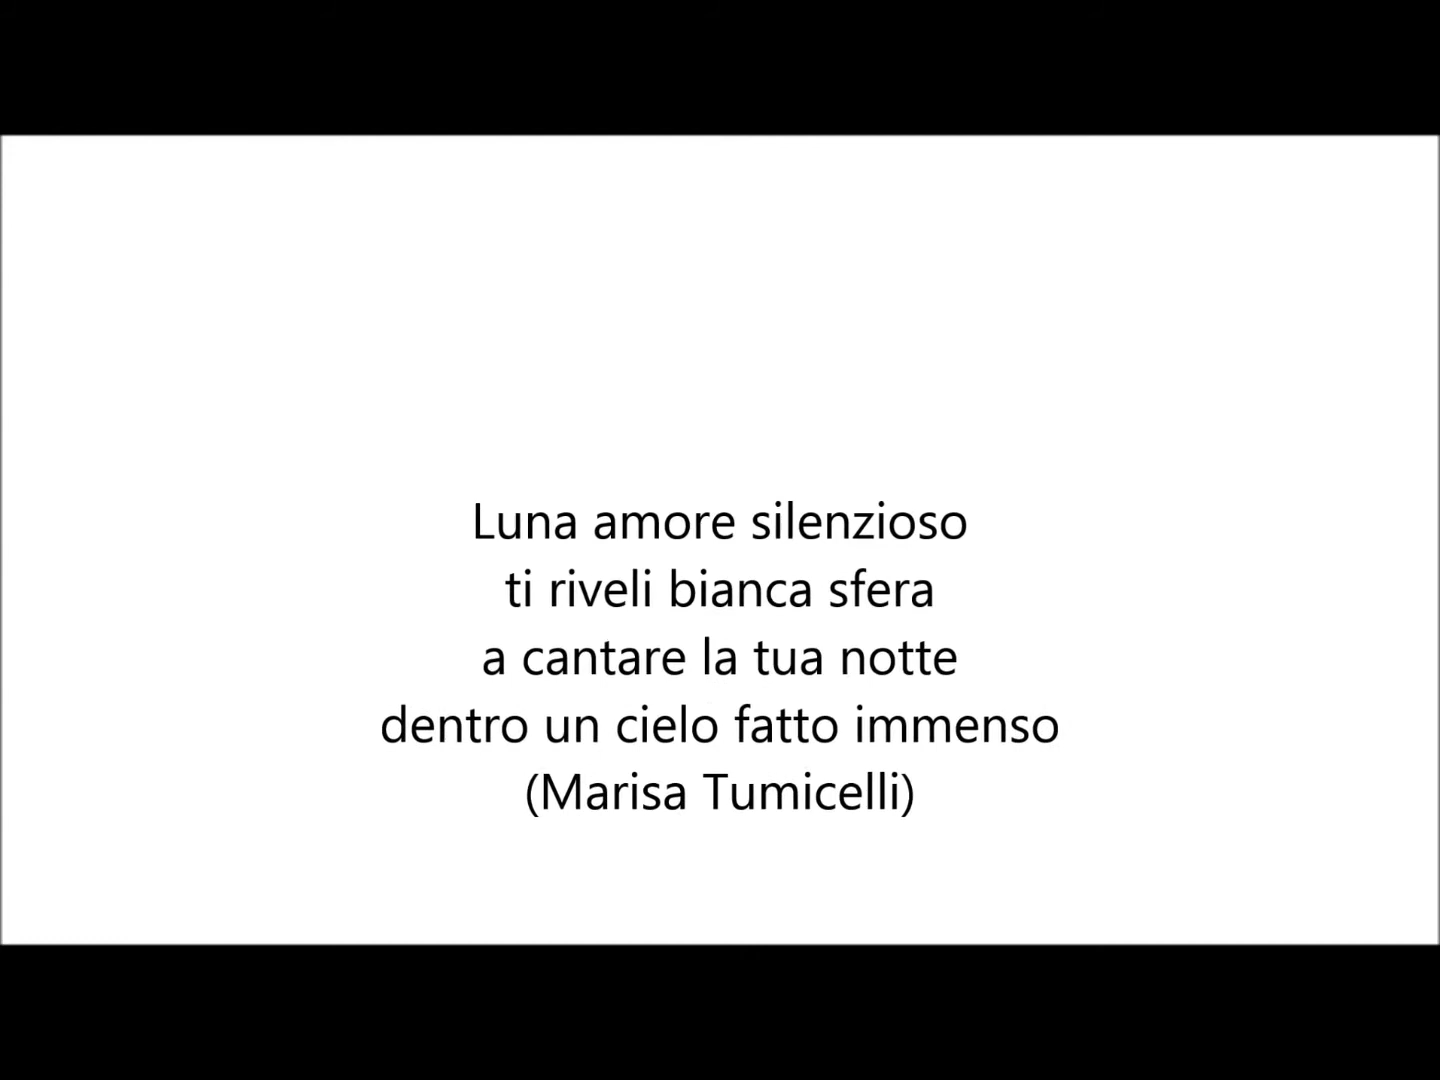 Luna amore silenzioso
ti riveli bianca sfera
a cantare la tua notte
dentro un cielo fatto immenso
(Marisa Tumicelli)